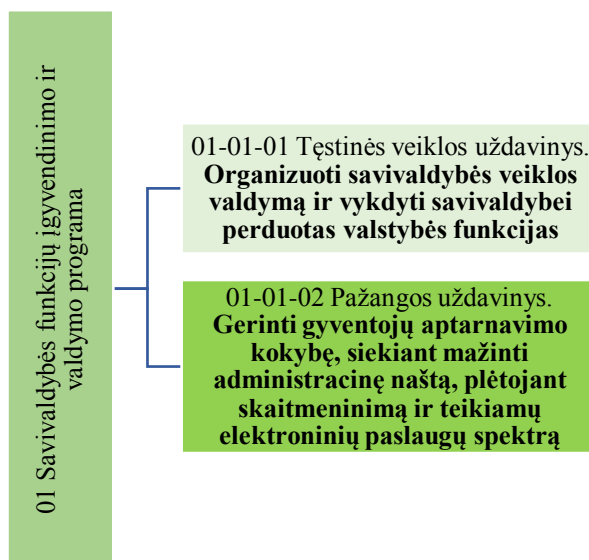 01 Savivaldybės funkcijų įgyvendinimo ir
valdymo programa
01-01-01 Tęstinės veiklos uždavinys.
Organizuoti savivaldybės veiklos
valdymą ir vykdyti savivaldybei
perduotas valstybės funkcijas
01-01-02 Pažangos uždavinys.
Gerinti gyventojų aptarnavimo
kokybę, siekiant mažinti
administracinę naštą, plėtojant
skaitmeninimą ir teikiamų
elektroninių paslaugų spektrą